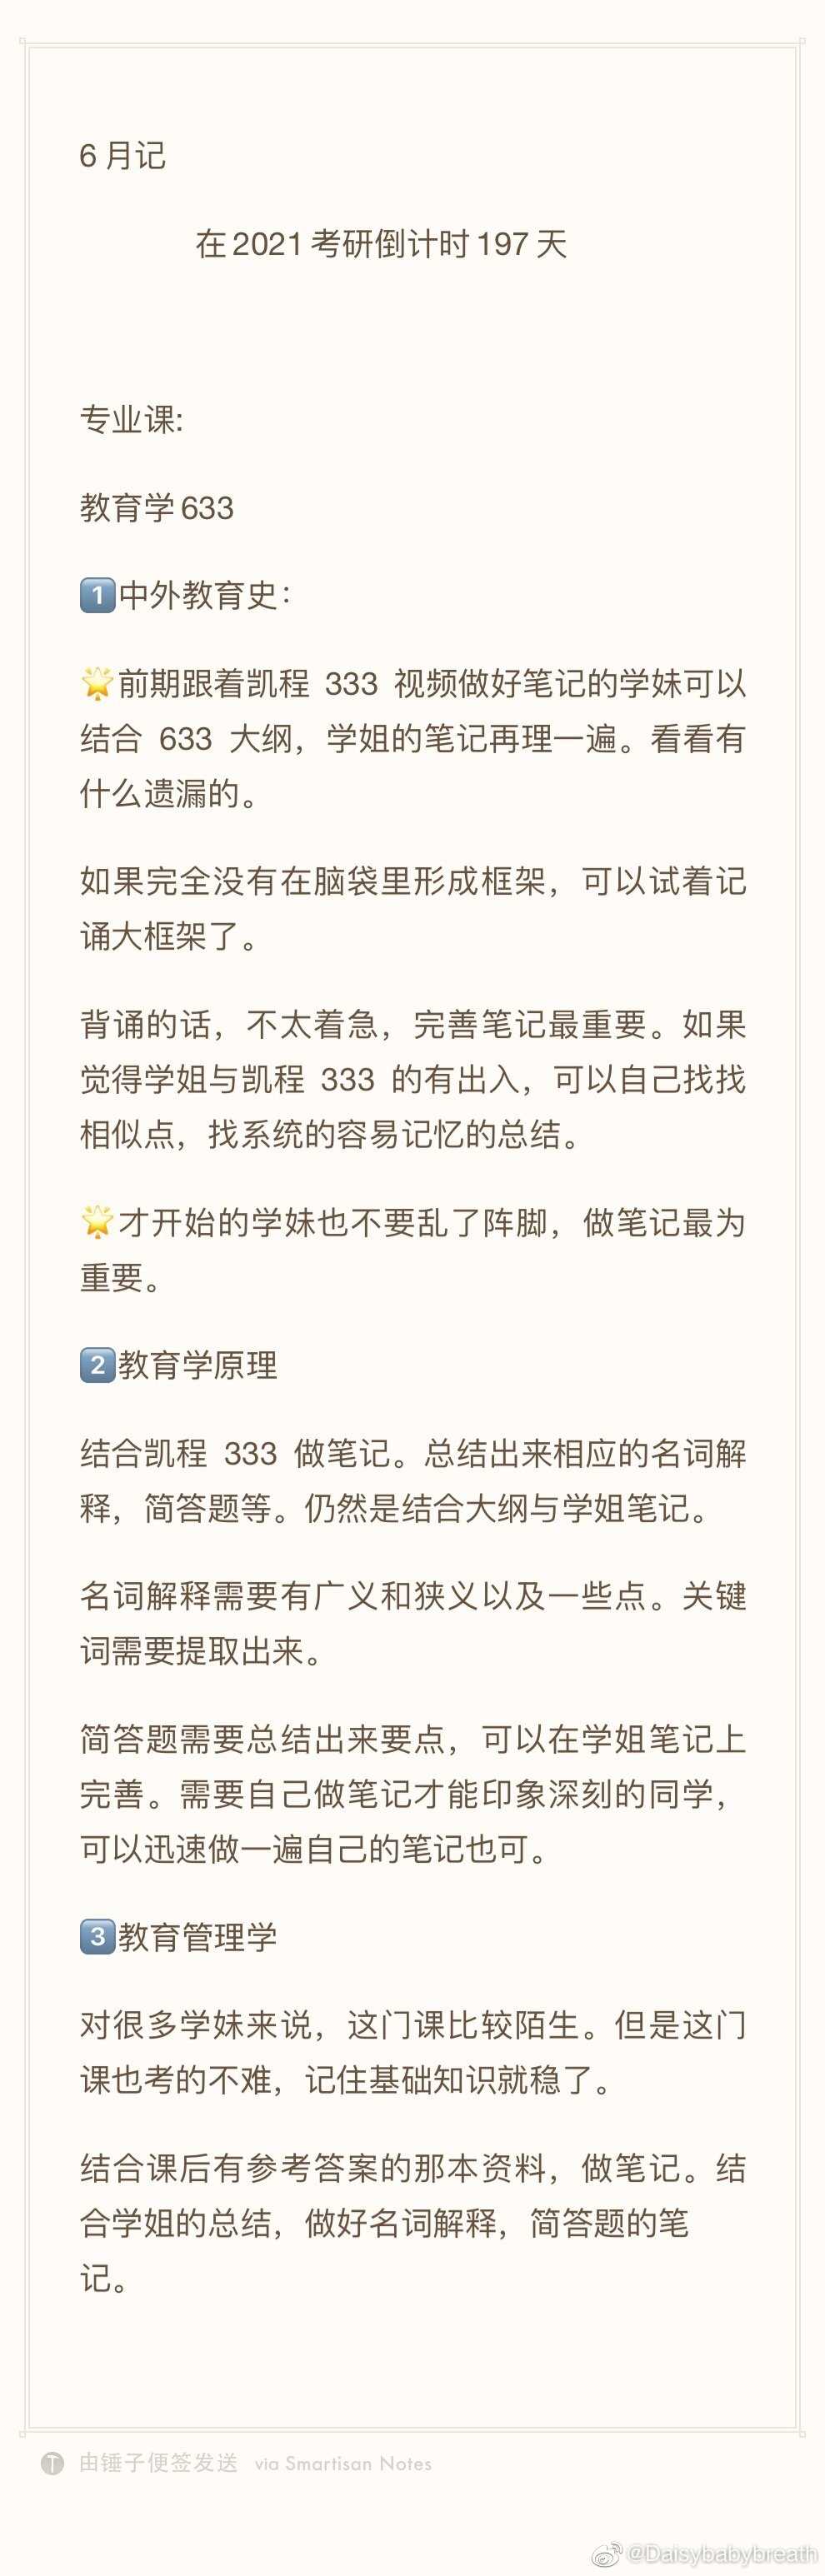 6 月记
在 2021 考研倒计时 197 天
专业课:
教育学 633
1️⃣中外教育史：
🌟前期跟着凯程 333 视频做好笔记的学妹可以
结合 633 大纲，学姐的笔记再理一遍。看看有
什么遗漏的。
如果完全没有在脑袋里形成框架，可以试着记
诵大框架了。
背诵的话，不太着急，完善笔记最重要。如果
觉得学姐与凯程 333 的有出入，可以自己找找
相似点，找系统的容易记忆的总结。
🌟才开始的学妹也不要乱了阵脚，做笔记最为
重要。
2️⃣教育学原理
结合凯程 333 做笔记。总结出来相应的名词解
释，简答题等。仍然是结合大纲与学姐笔记。
名词解释需要有广义和狭义以及一些点。关键
词需要提取出来。
简答题需要总结出来要点，可以在学姐笔记上
完善。需要自己做笔记才能印象深刻的同学，
可以迅速做一遍自己的笔记也可。
3️⃣教育管理学
对很多学妹来说，这门课比较陌生。但是这门
课也考的不难，记住基础知识就稳了。
结合课后有参考答案的那本资料，做笔记。结
合学姐的总结，做好名词解释，简答题的笔
记。
由锤子便签发送 via Smartisan Notes
@Daisybabybreath